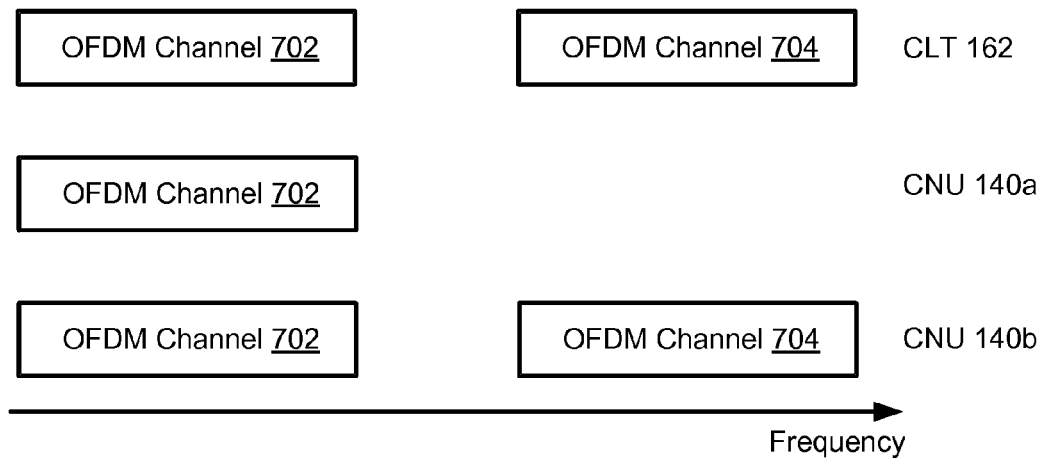 OFDM Channel 702 OFDM Channel 704 CLT 162
OFDM Channel 702 CNU 140a
OFDM Channel 702 OFDM Channel 704 CNU 140b
Frequency